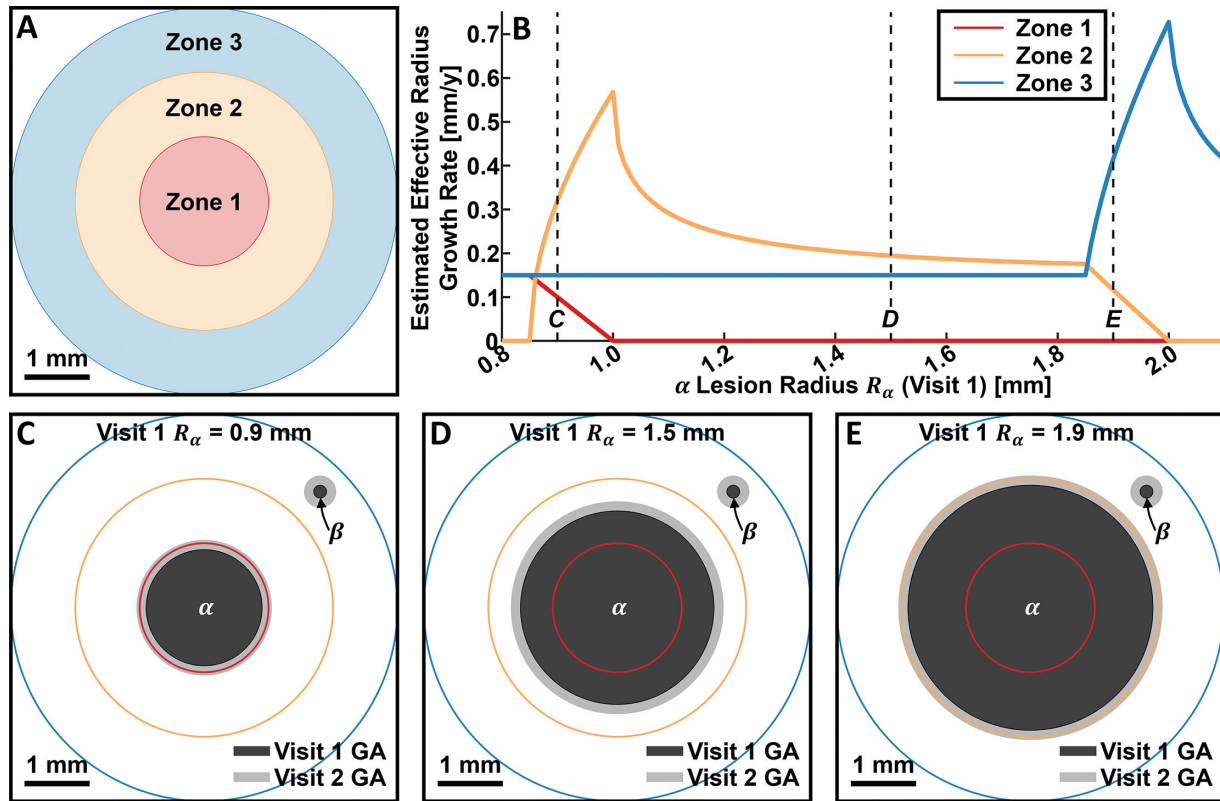 A
Zone 3
Zone 2
Zone 1
1 mm
B
Zone 1
Zone 2
Zone 3
Estimated Effective Radius
Growth Rate [mm/y]
0.7
0.6
0.5
0.4
0.3
0.2
0.1
0
C
D
E
0.8
1.0
1.2
1.4
1.6
1.8
2.0
α Lesion Radius Rα (Visit 1) [mm]
C
Visit 1 Rα = 0.9 mm
β
α
Visit 1 GA
Visit 2 GA
1 mm
D
Visit 1 Rα = 1.5 mm
β
α
Visit 1 GA
Visit 2 GA
1 mm
E
Visit 1 Rα = 1.9 mm
β
α
Visit 1 GA
Visit 2 GA
1 mm